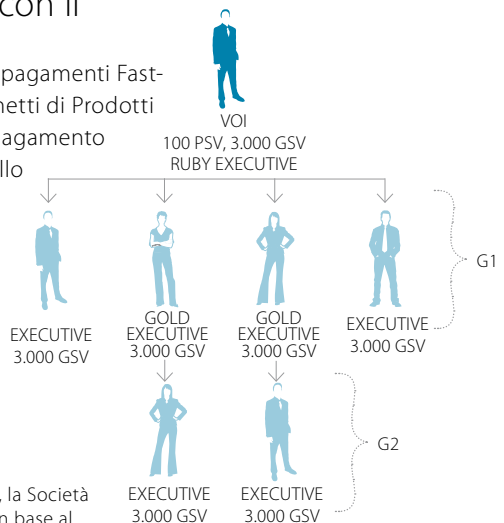 con il
pagamenti Fast-
netti di Prodotti
pagamento
llo
VOI
100 PSV, 3.000 GSV
RUBY EXECUTIVE
G1
EXECUTIVE
3.000 GSV
GOLD
EXECUTIVE
3.000 GSV
GOLD
EXECUTIVE
3.000 GSV
EXECUTIVE
3.000 GSV
G2
EXECUTIVE
3.000 GSV
EXECUTIVE
3.000 GSV
, la Società
n base al